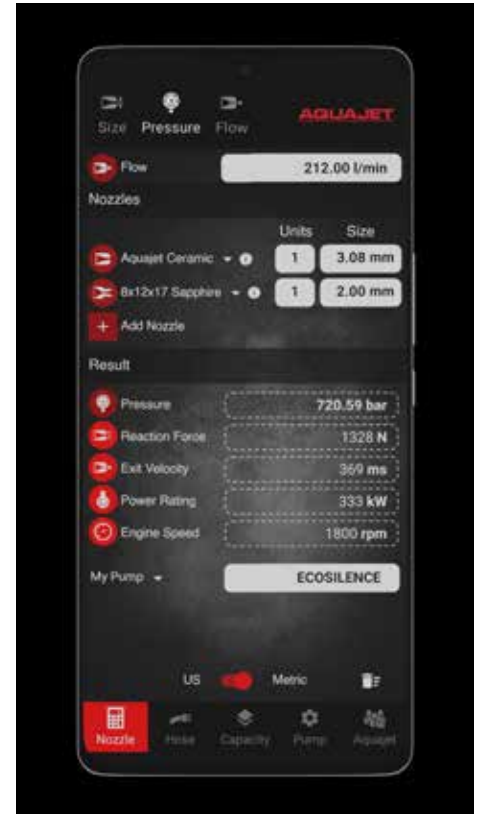 Size Pressure Flow AQUAJET
Flow 212.00 l/min
Nozzles
Units Size
Aquajet Ceramic 1 3.08 mm
8x12x17 Sapphire 1 2.00 mm
+ Add Nozzle
Result
Pressure 720.59 bar
Reaction Force 1328 N
Exit Velocity 369 ms
Power Rating 333 kW
Engine Speed 1800 rpm
My Pump ECOSILENCE
US Metric
Nozzle Hose Capacity Pump Aquajet